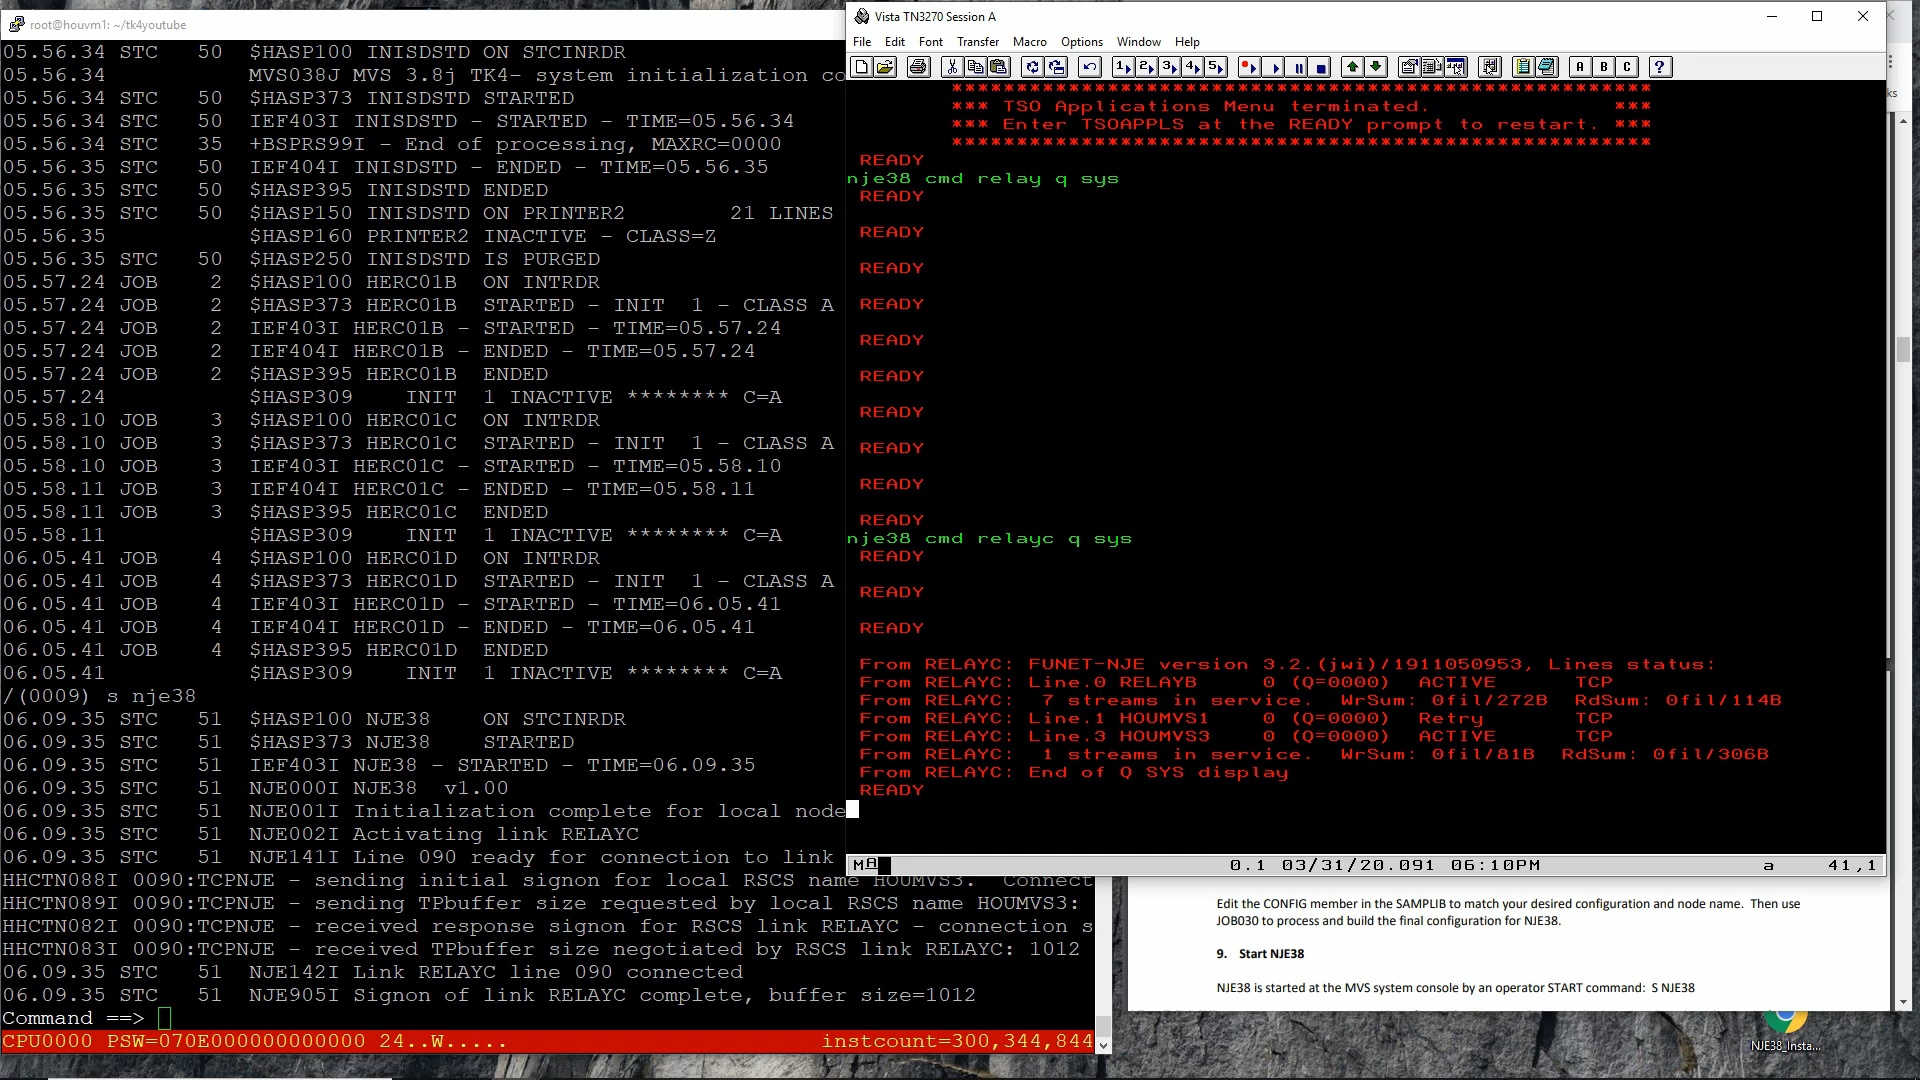 root@houvm1: ~/tk4youtube
05.56.34 STC   50  $HASP100 INISDSTD ON STCINRDR
05.56.34           MVS038J MVS 3.8j TK4- system initialization co
05.56.34 STC   50  $HASP373 INISDSTD STARTED
05.56.34 STC   50  IEF403I INISDSTD - STARTED - TIME=05.56.34
05.56.34 STC   35  +BSPRS99I - End of processing, MAXRC=0000
05.56.35 STC   50  IEF404I INISDSTD - ENDED - TIME=05.56.35
05.56.35 STC   50  $HASP395 INISDSTD ENDED
05.56.35 STC   50  $HASP150 INISDSTD ON PRINTER2        21 LINES
05.56.35           $HASP160 PRINTER2 INACTIVE - CLASS=Z
05.56.35 STC   50  $HASP250 INISDSTD IS PURGED
05.57.24 JOB    2  $HASP100 HERC01B  ON INTRDR
05.57.24 JOB    2  $HASP373 HERC01B  STARTED - INIT  1 - CLASS A
05.57.24 JOB    2  IEF403I HERC01B - STARTED - TIME=05.57.24
05.57.24 JOB    2  IEF404I HERC01B - ENDED - TIME=05.57.24
05.57.24 JOB    2  $HASP395 HERC01B  ENDED
05.57.24           $HASP309    INIT  1 INACTIVE ******** C=A
05.58.10 JOB    3  $HASP100 HERC01C  ON INTRDR
05.58.10 JOB    3  $HASP373 HERC01C  STARTED - INIT  1 - CLASS A
05.58.10 JOB    3  IEF403I HERC01C - STARTED - TIME=05.58.10
05.58.11 JOB    3  IEF404I HERC01C - ENDED - TIME=05.58.11
05.58.11 JOB    3  $HASP395 HERC01C  ENDED
05.58.11           $HASP309    INIT  1 INACTIVE ******** C=A
06.05.41 JOB    4  $HASP100 HERC01D  ON INTRDR
06.05.41 JOB    4  $HASP373 HERC01D  STARTED - INIT  1 - CLASS A
06.05.41 JOB    4  IEF403I HERC01D - STARTED - TIME=06.05.41
06.05.41 JOB    4  IEF404I HERC01D - ENDED - TIME=06.05.41
06.05.41 JOB    4  $HASP395 HERC01D  ENDED
06.05.41           $HASP309    INIT  1 INACTIVE ******** C=A
/(0009) s nje38
06.09.35 STC   51  $HASP100 NJE38    ON STCINRDR
06.09.35 STC   51  $HASP373 NJE38    STARTED
06.09.35 STC   51  IEF403I NJE38 - STARTED - TIME=06.09.35
06.09.35 STC   51  NJE000I NJE38  v1.00
06.09.35 STC   51  NJE001I Initialization complete for local node
06.09.35 STC   51  NJE002I Activating link RELAYC
06.09.35 STC   51  NJE141I Line 090 ready for connection to link
HHCTN088I 0090:TCPNJE - sending initial signon for local RSCS name HOUMVS3.  Connect
HHCTN089I 0090:TCPNJE - sending TPbuffer size requested by local RSCS name HOUMVS3:
HHCTN082I 0090:TCPNJE - received response signon for RSCS link RELAYC - connection s
HHCTN083I 0090:TCPNJE - received TPbuffer size negotiated by RSCS link RELAYC: 1012
06.09.35 STC   51  NJE142I Link RELAYC line 090 connected
06.09.35 STC   51  NJE905I Signon of link RELAYC complete, buffer size=1012
Command ==>
CPU0000 PSW=070E000000000000 24..W.....                        instcount=300,344,844
Vista TN3270 Session A
File Edit Font Transfer Macro Options Window Help
1 2 3 4 5 A B C ?
******************************************************
*** TSO Applications Menu terminated.              ***
*** Enter TSOAPPLS at the READY prompt to restart. ***
******************************************************
READY
nje38 cmd relay q sys
READY
READY
READY
READY
READY
READY
READY
READY
READY
READY
nje38 cmd relayc q sys
READY
READY
READY
From RELAYC: FUNET-NJE version 3.2.(jwi)/1911050953, Lines status:
From RELAYC: Line.0 RELAYB     0 (Q=0000)  ACTIVE      TCP
From RELAYC:  7 streams in service.  WrSum: 0fil/272B  RdSum: 0fil/114B
From RELAYC: Line.1 HOUMVS1    0 (Q=0000)  Retry       TCP
From RELAYC: Line.3 HOUMVS3    0 (Q=0000)  ACTIVE      TCP
From RELAYC:  1 streams in service.  WrSum: 0fil/81B  RdSum: 0fil/306B
From RELAYC: End of Q SYS display
READY
MA 0.1 03/31/20.091 06:10PM a 41,1
ks
Edit the CONFIG member in the SAMPLIB to match your desired configuration and node name.  Then use
JOB030 to process and build the final configuration for NJE38.
9. Start NJE38
NJE38 is started at the MVS system console by an operator START command:  S NJE38
NJE38_Insta...